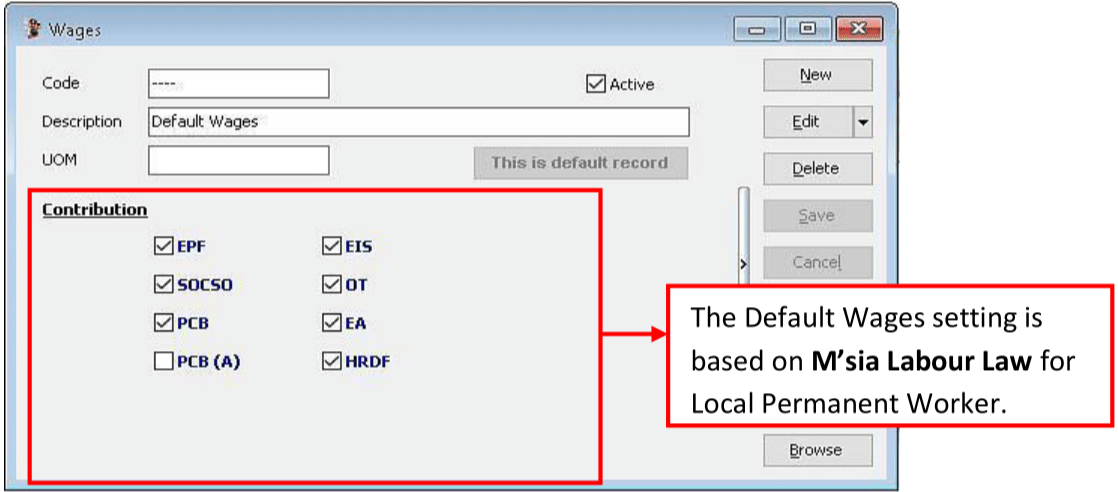 Wages
Code ---- Active New
Description Default Wages Edit
UOM This is default record Delete
Contribution Save
EPF EIS Cancel
SOCSO OT
PCB EA
PCB (A) HRDF
The Default Wages setting is
based on M’sia Labour Law for
Local Permanent Worker.
Browse